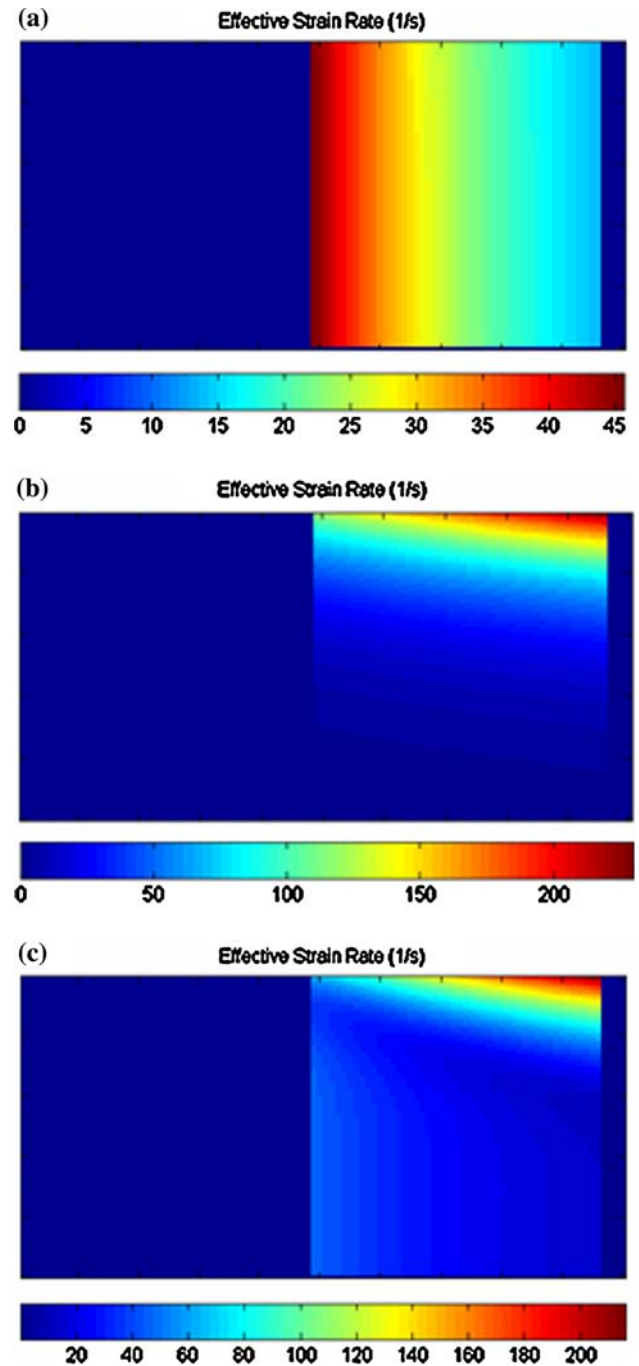 (a)
Effective Strain Rate (1/s)
0 5 10 15 20 25 30 35 40 45
(b)
Effective Strain Rate (1/s)
0 50 100 150 200
(c)
Effective Strain Rate (1/s)
20 40 60 80 100 120 140 160 180 200